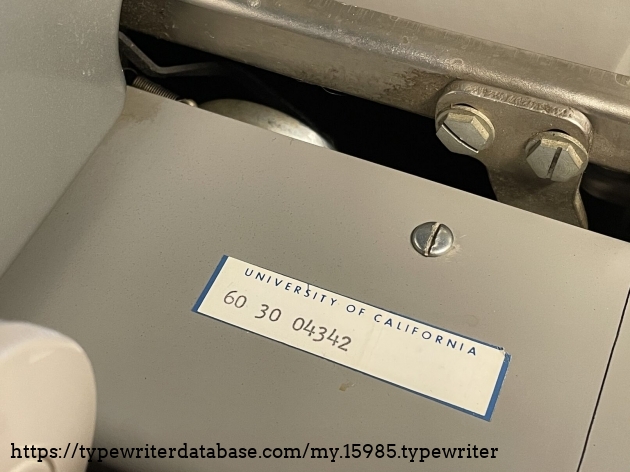 UNIVERSITY OF CALIFORNIA
60 30 04342
https://typewriterdatabase.com/my.15985.typewriter